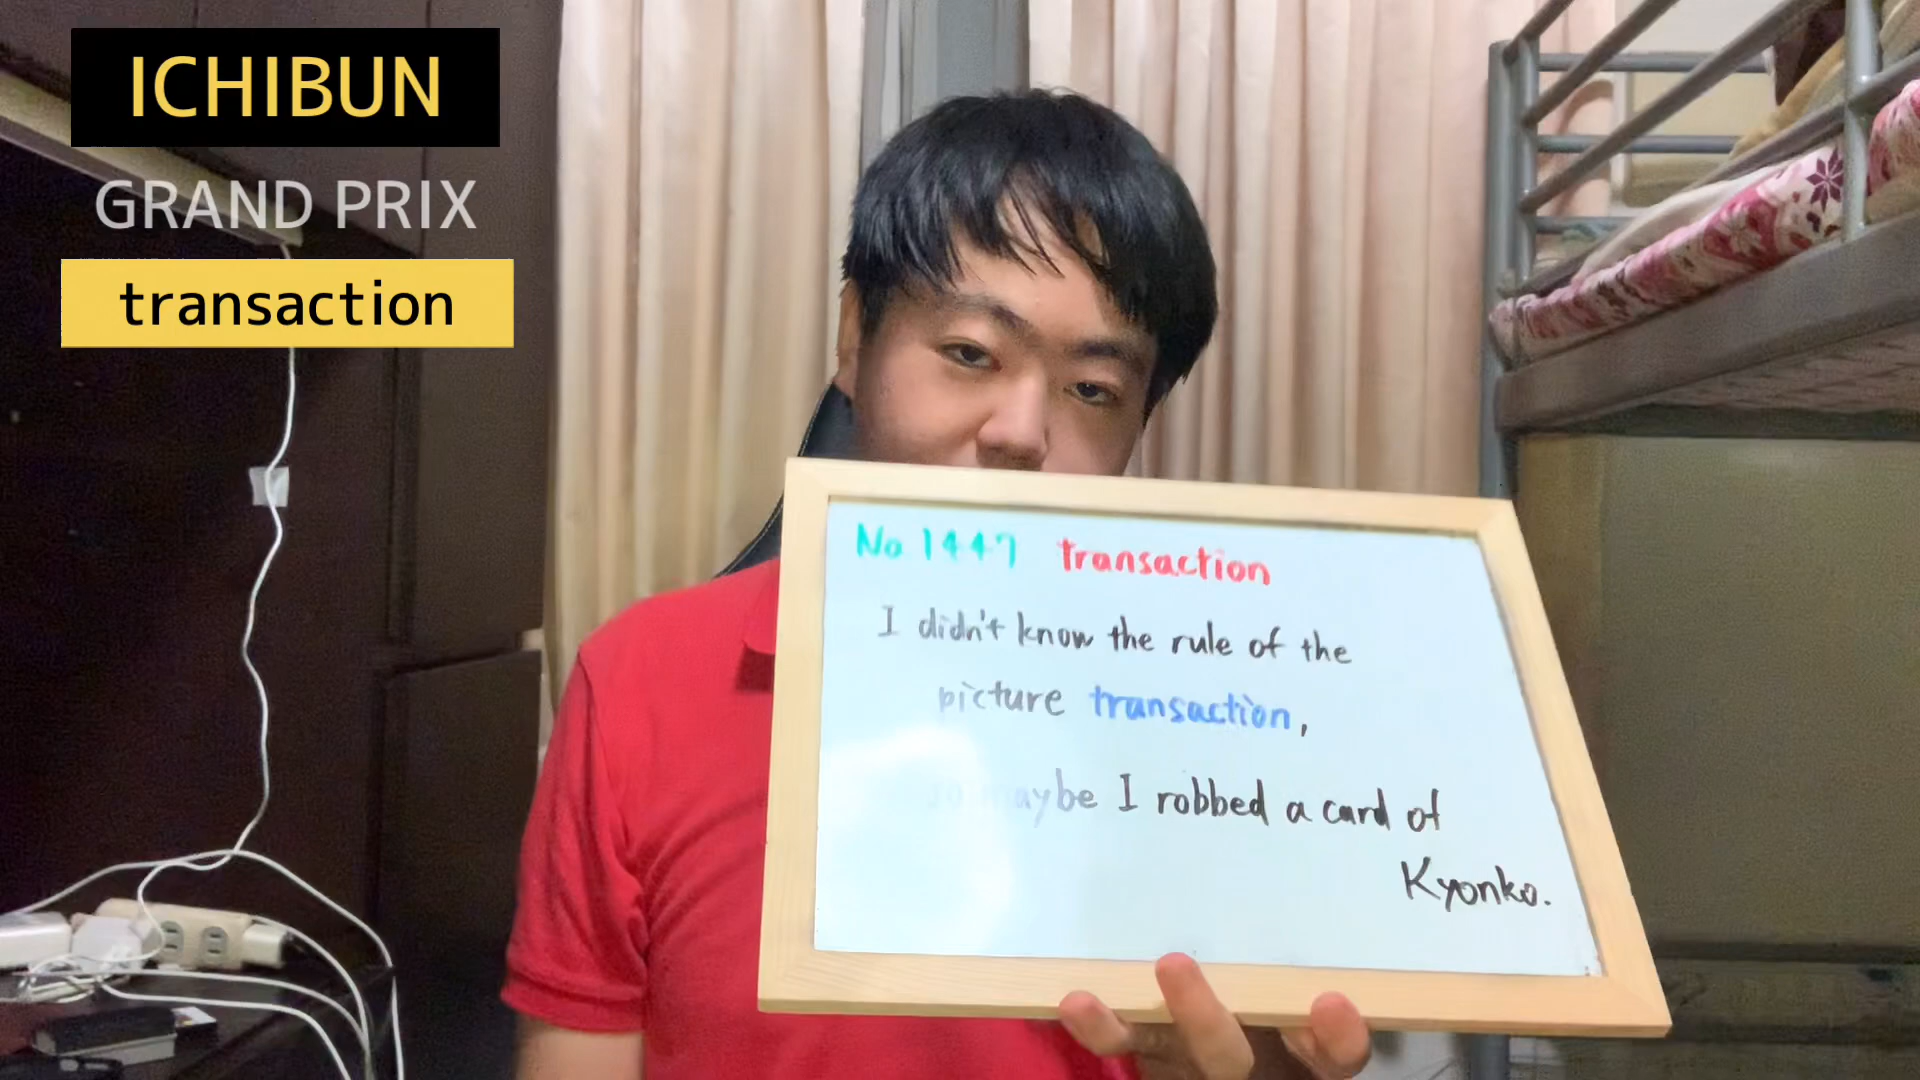 ICHIBUN
GRAND PRIX
transaction
No 1447 transaction
I didn't know the rule of the
picture transaction,
so maybe I robbed a card of
Kyonko.